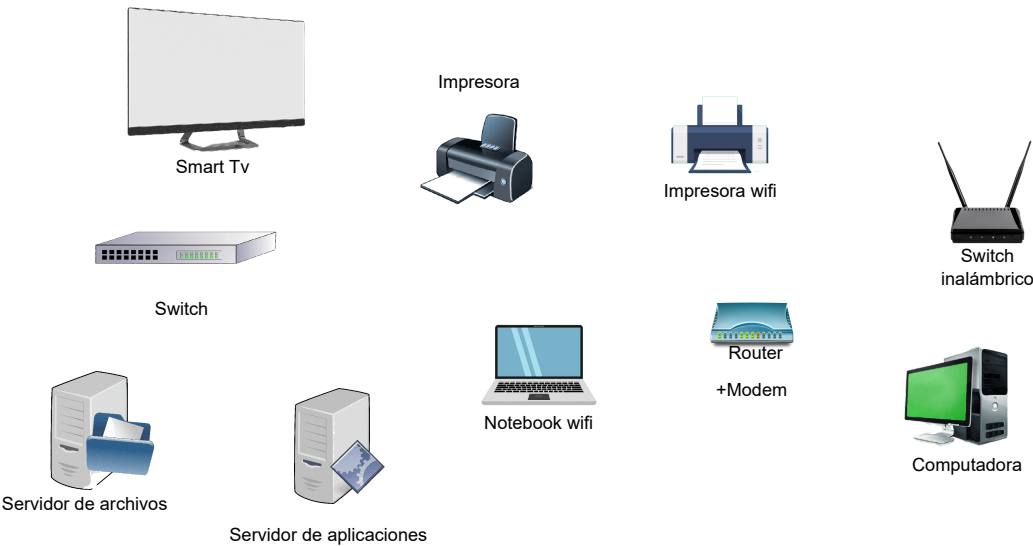 Impresora
Smart Tv
Impresora wifi
Switch
inalámbrico
Switch
Router
+Modem
Notebook wifi
Computadora
Servidor de archivos
Servidor de aplicaciones